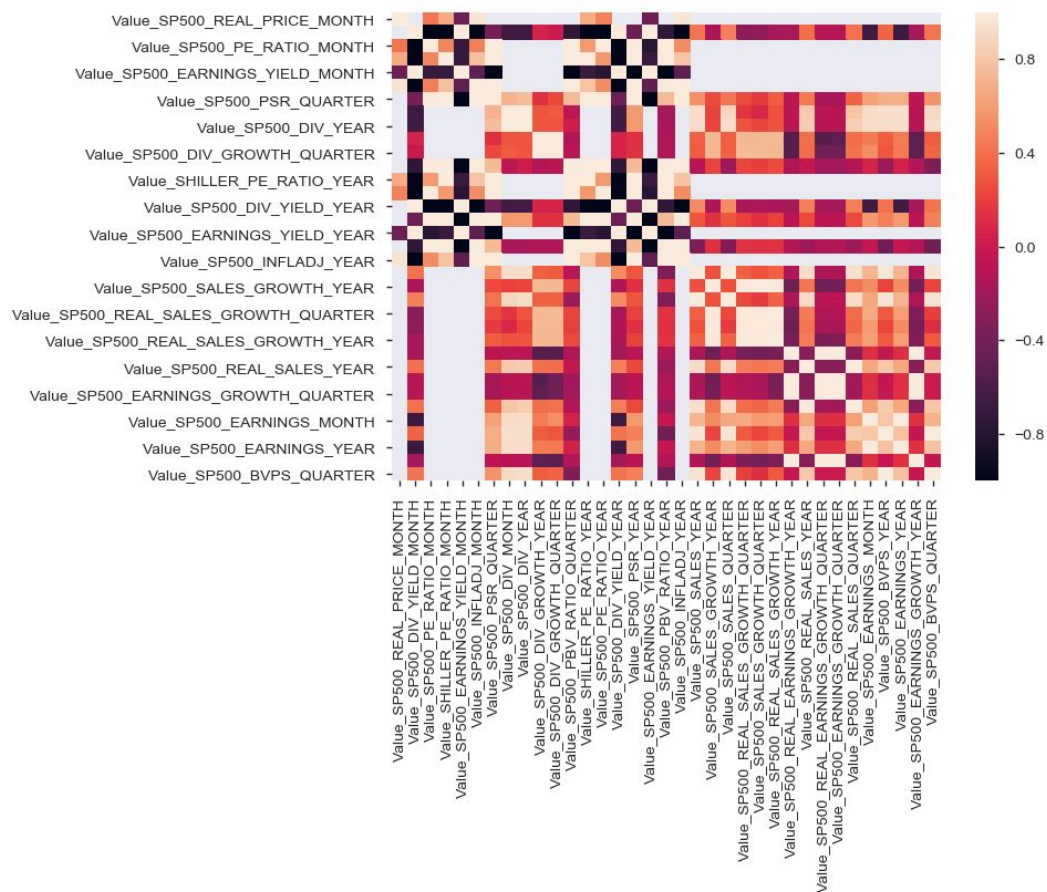 Value_SP500_REAL_PRICE_MONTH
Value_SP500_PE_RATIO_MONTH
Value_SP500_EARNINGS_YIELD_MONTH
Value_SP500_PSR_QUARTER
Value_SP500_DIV_YEAR
Value_SP500_DIV_GROWTH_QUARTER
Value_SHILLER_PE_RATIO_YEAR
Value_SP500_DIV_YIELD_YEAR
Value_SP500_EARNINGS_YIELD_YEAR
Value_SP500_INFLADJ_YEAR
Value_SP500_SALES_GROWTH_YEAR
Value_SP500_REAL_SALES_GROWTH_QUARTER
Value_SP500_REAL_SALES_GROWTH_YEAR
Value_SP500_REAL_SALES_YEAR
Value_SP500_EARNINGS_GROWTH_QUARTER
Value_SP500_EARNINGS_MONTH
Value_SP500_EARNINGS_YEAR
Value_SP500_BVPS_QUARTER
0.8
0.4
0.0
−0.4
−0.8
Value_SP500_REAL_PRICE_MONTH
Value_SP500_DIV_YIELD_MONTH
Value_SP500_PE_RATIO_MONTH
Value_SHILLER_PE_RATIO_MONTH
Value_SP500_EARNINGS_YIELD_MONTH
Value_SP500_INFLADJ_MONTH
Value_SP500_PSR_QUARTER
Value_SP500_DIV_MONTH
Value_SP500_DIV_YEAR
Value_SP500_DIV_GROWTH_YEAR
Value_SP500_DIV_GROWTH_QUARTER
Value_SP500_PBV_RATIO_QUARTER
Value_SHILLER_PE_RATIO_YEAR
Value_SP500_PE_RATIO_YEAR
Value_SP500_DIV_YIELD_YEAR
Value_SP500_PSR_YEAR
Value_SP500_EARNINGS_YIELD_YEAR
Value_SP500_PBV_RATIO_YEAR
Value_SP500_INFLADJ_YEAR
Value_SP500_SALES_YEAR
Value_SP500_SALES_GROWTH_YEAR
Value_SP500_SALES_QUARTER
Value_SP500_REAL_SALES_GROWTH_QUARTER
Value_SP500_SALES_GROWTH_QUARTER
Value_SP500_REAL_SALES_GROWTH_YEAR
Value_SP500_REAL_EARNINGS_GROWTH_YEAR
Value_SP500_REAL_SALES_YEAR
Value_SP500_REAL_EARNINGS_GROWTH_QUARTER
Value_SP500_EARNINGS_GROWTH_QUARTER
Value_SP500_REAL_SALES_QUARTER
Value_SP500_EARNINGS_MONTH
Value_SP500_BVPS_YEAR
Value_SP500_EARNINGS_YEAR
Value_SP500_EARNINGS_GROWTH_YEAR
Value_SP500_BVPS_QUARTER